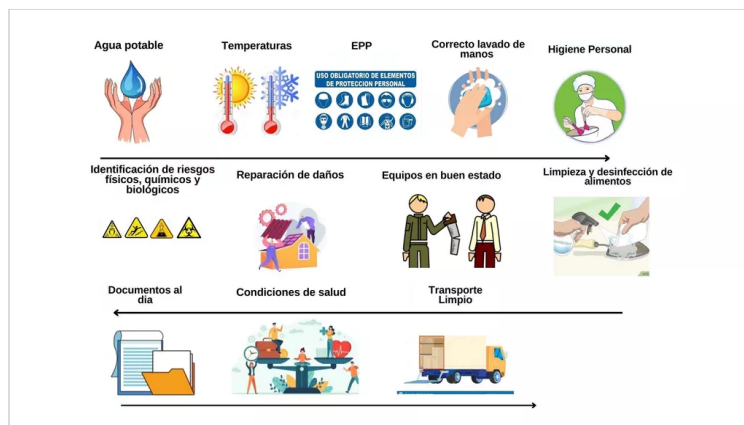 Agua potable
Temperaturas
EPP
Correcto lavado de
manos
Higiene Personal
USO OBLIGATORIO DE ELEMENTOS
DE PROTECCION PERSONAL
Identificación de riesgos
físicos, químicos y
biológicos
Reparación de daños
Equipos en buen estado
Limpieza y desinfección de
alimentos
Documentos al
dia
Condiciones de salud
Transporte
Limpio